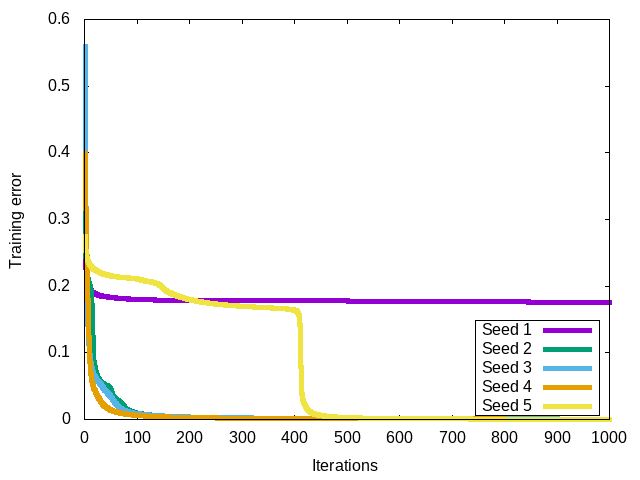 0.6
0.5
0.4
0.3
0.2
0.1
0
Training error
0 100 200 300 400 500 600 700 800 900 1000
Iterations
Seed 1
Seed 2
Seed 3
Seed 4
Seed 5